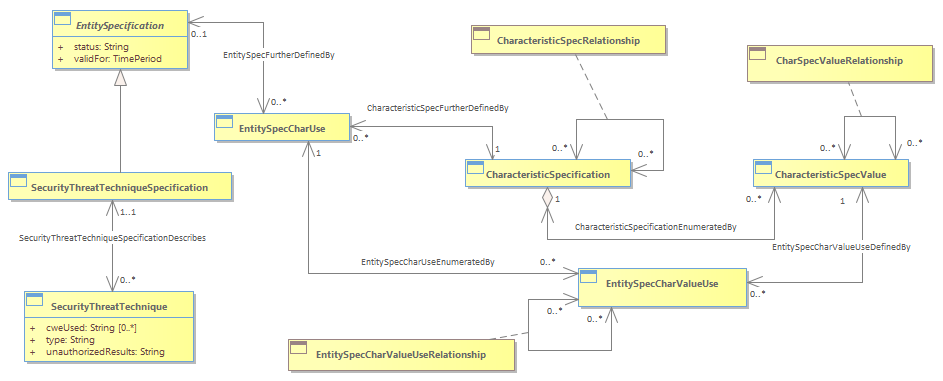 EntitySpecification
+ status: String
+ validFor: TimePeriod
0..1
EntitySpecFurtherDefinedBy
0..*
CharacteristicSpecRelationship
CharSpecValueRelationship
EntitySpecCharUse
CharacteristicSpecFurtherDefinedBy
0..*
1
1
0..*
0..*
0..*
0..*
CharacteristicSpecification
CharacteristicSpecValue
SecurityThreatTechniqueSpecification
1
0..*
1
1..1
CharacteristicSpecificationEnumeratedBy
SecurityThreatTechniqueSpecificationDescribes
EntitySpecCharValueUseDefinedBy
EntitySpecCharUseEnumeratedBy
0..*
0..*
EntitySpecCharValueUse
0..*
SecurityThreatTechnique
+ cweUsed: String [0..*]
+ type: String
+ unauthorizedResults: String
0..*
0..*
EntitySpecCharValueUseRelationship